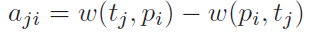 a_{ji} = w(t_j, p_i) − w(p_i, t_j)